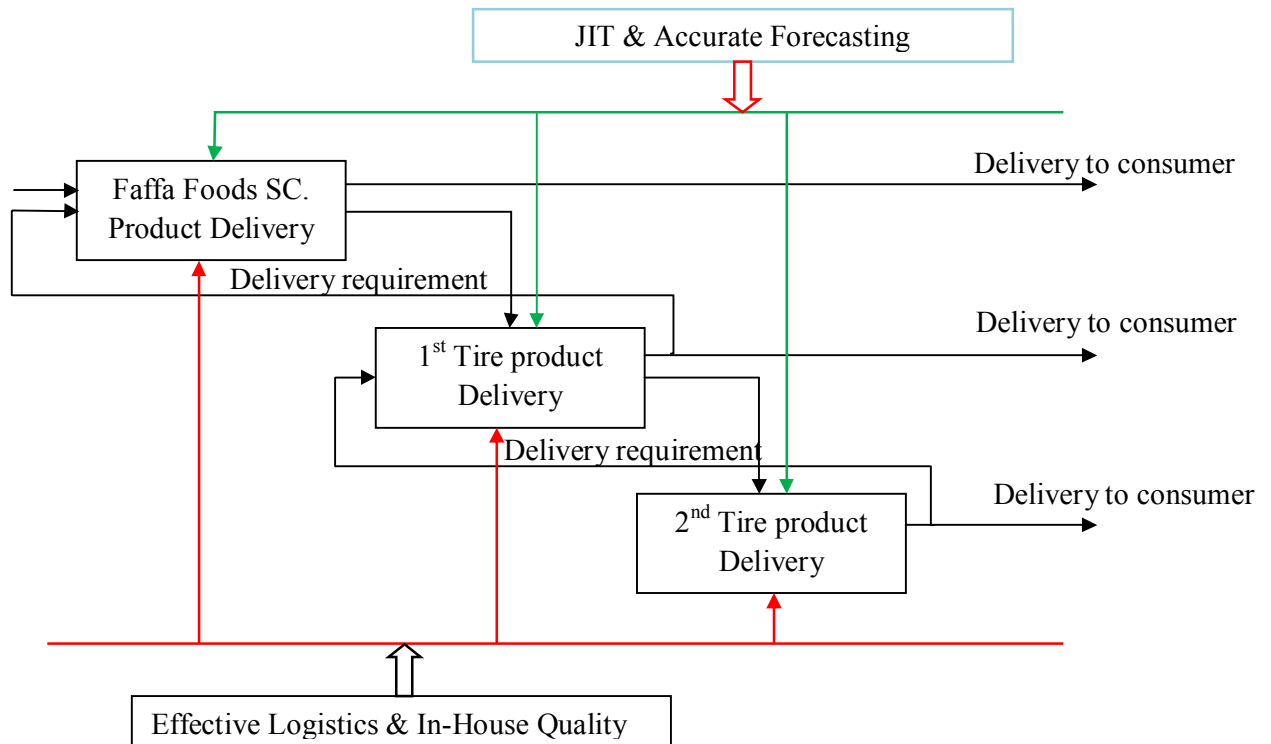 JIT & Accurate Forecasting
Delivery to consumer
Faffa Foods SC.
Product Delivery
Delivery requirement
Delivery to consumer
1st Tire product
Delivery
Delivery requirement
Delivery to consumer
2nd Tire product
Delivery
Effective Logistics & In-House Quality